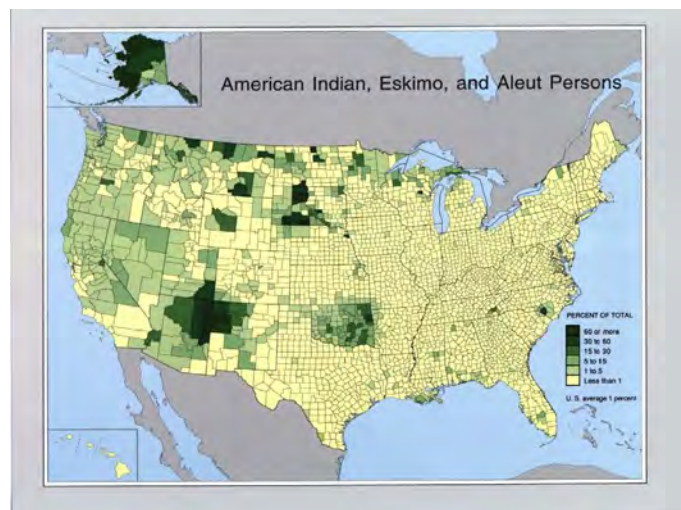 American Indian, Eskimo, and Aleut Persons
PERCENT OF TOTAL
60 or more
30 to 60
15 to 30
5 to 15
1 to 5
Less than 1
U. S. average 1 percent